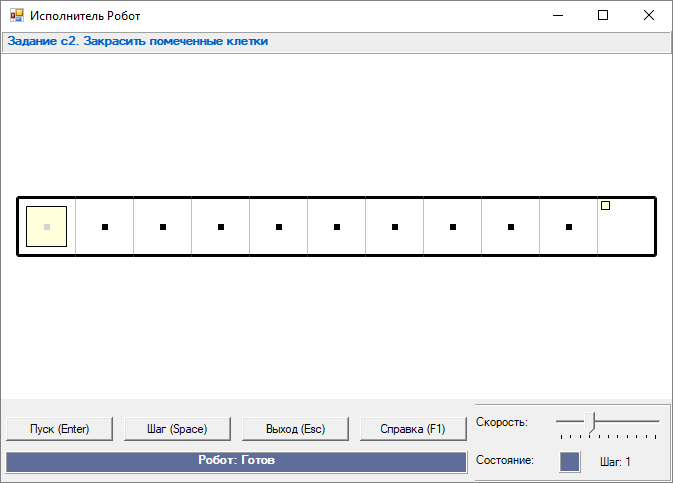 Исполнитель Робот
Задание c2. Закрасить помеченные клетки
Пуск (Enter) Шаг (Space) Выход (Esc) Справка (F1)
Скорость:
Робот: Готов
Состояние: Шаг: 1